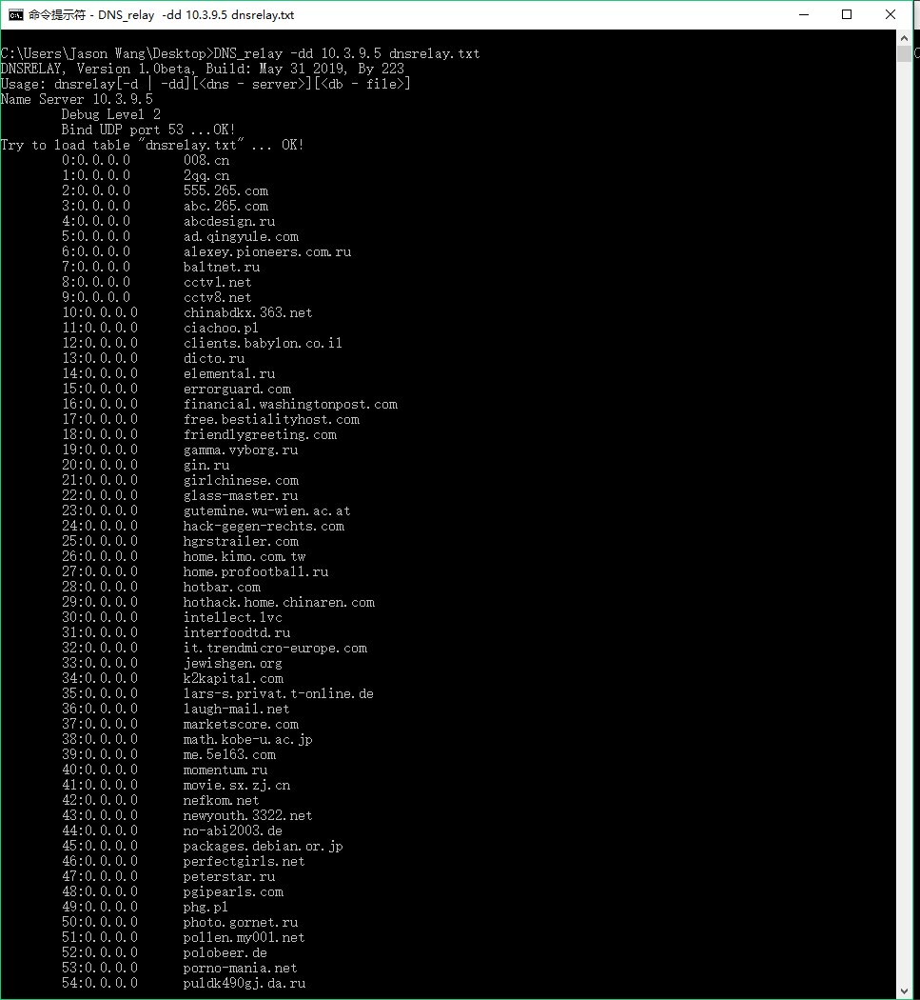 命令提示符 - DNS_relay -dd 10.3.9.5 dnsrelay.txt
C:\Users\Jason Wang\Desktop>DNS_relay -dd 10.3.9.5 dnsrelay.txt
DNSRELAY, Version 1.0beta, Build: May 31 2019, By 223
Usage: dnsrelay[-d | -dd][<dns - server>][<db - file>]
Name Server 10.3.9.5
Debug Level 2
Bind UDP port 53 ...OK!
Try to load table "dnsrelay.txt" ... OK!
0:0.0.0.0 008.cn
1:0.0.0.0 2qq.cn
2:0.0.0.0 555.265.com
3:0.0.0.0 abc.265.com
4:0.0.0.0 abcdesign.ru
5:0.0.0.0 ad.qingyule.com
6:0.0.0.0 alexey.pioneers.com.ru
7:0.0.0.0 baltnet.ru
8:0.0.0.0 cctv1.net
9:0.0.0.0 cctv8.net
10:0.0.0.0 chinabdkx.363.net
11:0.0.0.0 ciachoo.pl
12:0.0.0.0 clients.babylon.co.il
13:0.0.0.0 dicto.ru
14:0.0.0.0 elemental.ru
15:0.0.0.0 errorguard.com
16:0.0.0.0 financial.washingtonpost.com
17:0.0.0.0 free.bestialityhost.com
18:0.0.0.0 friendlygreeting.com
19:0.0.0.0 gamma.vyborg.ru
20:0.0.0.0 gin.ru
21:0.0.0.0 girlchinese.com
22:0.0.0.0 glass-master.ru
23:0.0.0.0 gutemine.wu-wien.ac.at
24:0.0.0.0 hack-gegen-rechts.com
25:0.0.0.0 hgrstrailer.com
26:0.0.0.0 home.kimo.com.tw
27:0.0.0.0 home.profootball.ru
28:0.0.0.0 hotbar.com
29:0.0.0.0 hothack.home.chinaren.com
30:0.0.0.0 intellect.lvc
31:0.0.0.0 interfoodtd.ru
32:0.0.0.0 it.trendmicro-europe.com
33:0.0.0.0 jewishgen.org
34:0.0.0.0 k2kapital.com
35:0.0.0.0 lars-s.privat.t-online.de
36:0.0.0.0 laugh-mail.net
37:0.0.0.0 marketscore.com
38:0.0.0.0 math.kobe-u.ac.jp
39:0.0.0.0 me.5e163.com
40:0.0.0.0 momentum.ru
41:0.0.0.0 movie.sx.zj.cn
42:0.0.0.0 nefkom.net
43:0.0.0.0 newyouth.3322.net
44:0.0.0.0 no-abi2003.de
45:0.0.0.0 packages.debian.or.jp
46:0.0.0.0 perfectgirls.net
47:0.0.0.0 peterstar.ru
48:0.0.0.0 pgipearls.com
49:0.0.0.0 phg.pl
50:0.0.0.0 photo.gornet.ru
51:0.0.0.0 pollen.my001.net
52:0.0.0.0 polobeer.de
53:0.0.0.0 porno-mania.net
54:0.0.0.0 puldk490gj.da.ru